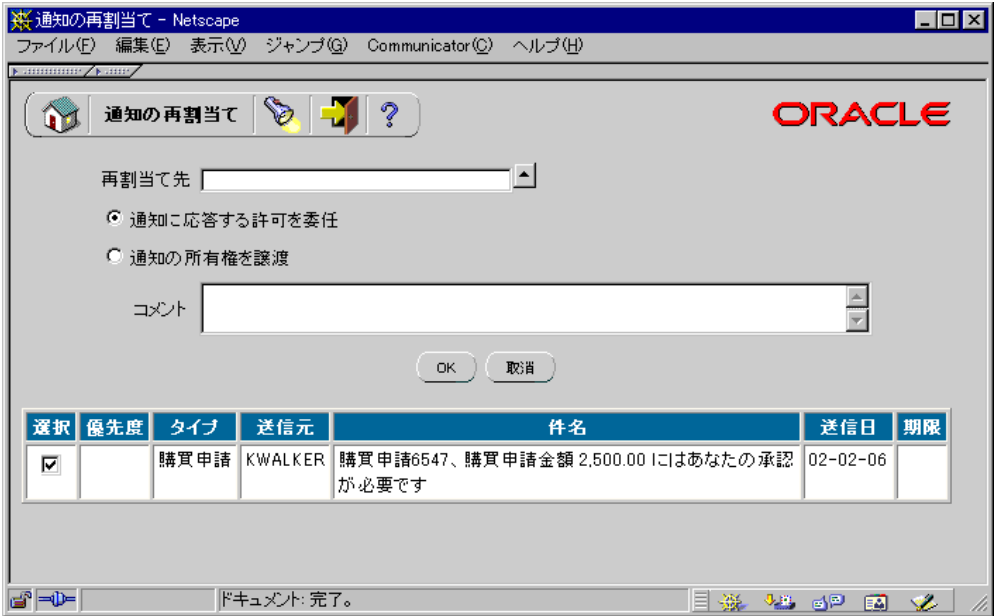 通知の再割当て - Netscape
ファイル(F) 編集(E) 表示(V) ジャンプ(G) Communicator(C) ヘルプ(H)
通知の再割当て ?
ORACLE
再割当て先
通知に応答する許可を委任
通知の所有権を譲渡
コメント
OK 取消
選択 優先度 タイプ 送信元 件名 送信日 期限
購買申請 KWALKER 購買申請6547、購買申請金額 2,500.00 にはあなたの承認 02-02-06
が必要です
ドキュメント: 完了。